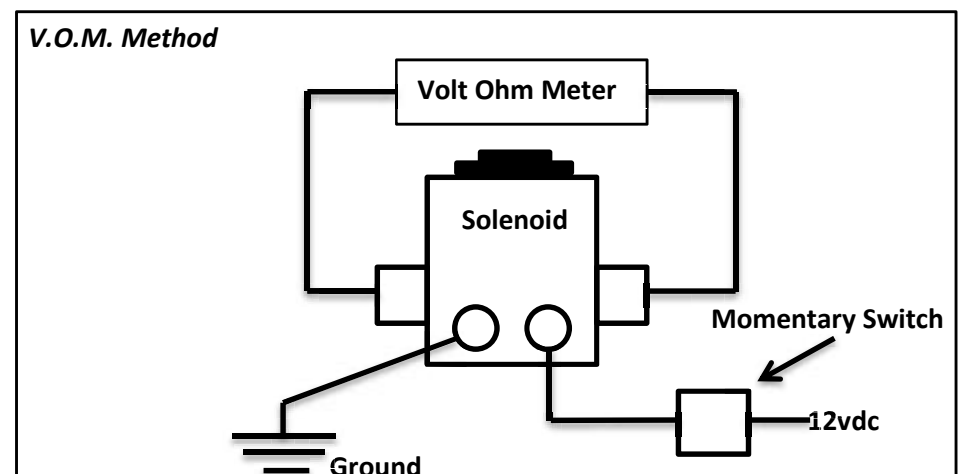 V.O.M. Method
Volt Ohm Meter
Solenoid
Momentary Switch
12vdc
Ground